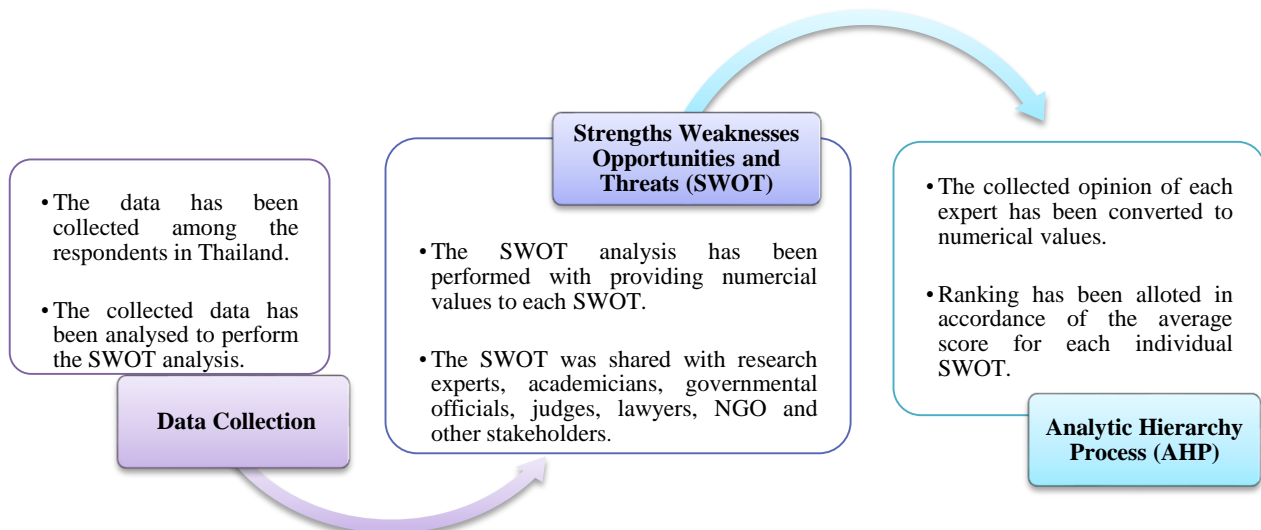 • The data has been
collected among the
respondents in Thailand.
• The collected data has
been analysed to perform
the SWOT analysis.
Data Collection
Strengths Weaknesses
Opportunities and
Threats (SWOT)
• The SWOT analysis has been
performed with providing numercial
values to each SWOT.
• The SWOT was shared with research
experts, academicians, governmental
officials, judges, lawyers, NGO and
other stakeholders.
• The collected opinion of each
expert has been converted to
numerical values.
• Ranking has been alloted in
accordance of the average
score for each individual
SWOT.
Analytic Hierarchy
Process (AHP)